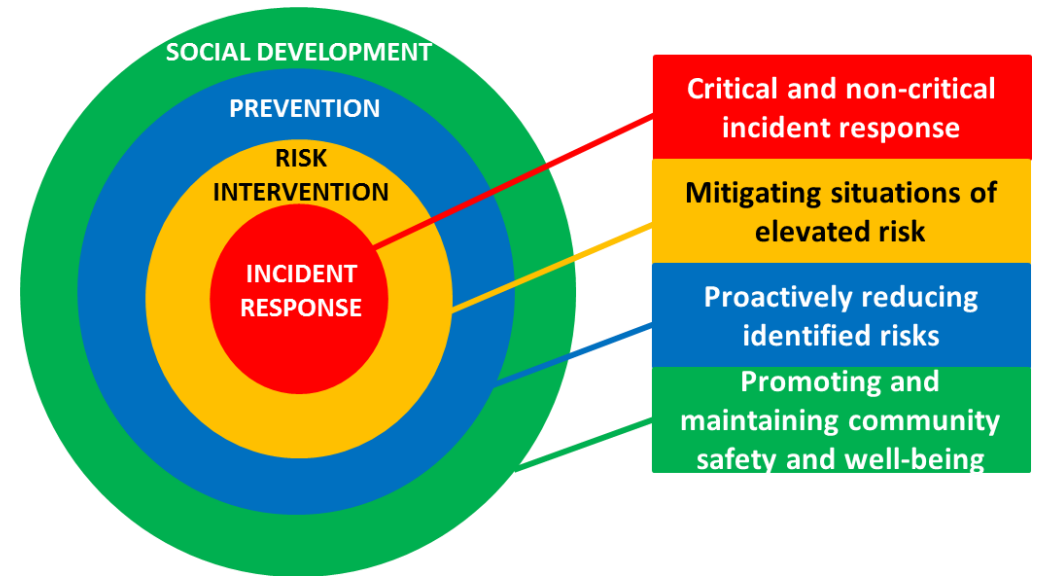 SOCIAL DEVELOPMENT
PREVENTION
RISK
INTERVENTION
INCIDENT
RESPONSE
Critical and non-critical
incident response
Mitigating situations of
elevated risk
Proactively reducing
identified risks
Promoting and
maintaining community
safety and well-being